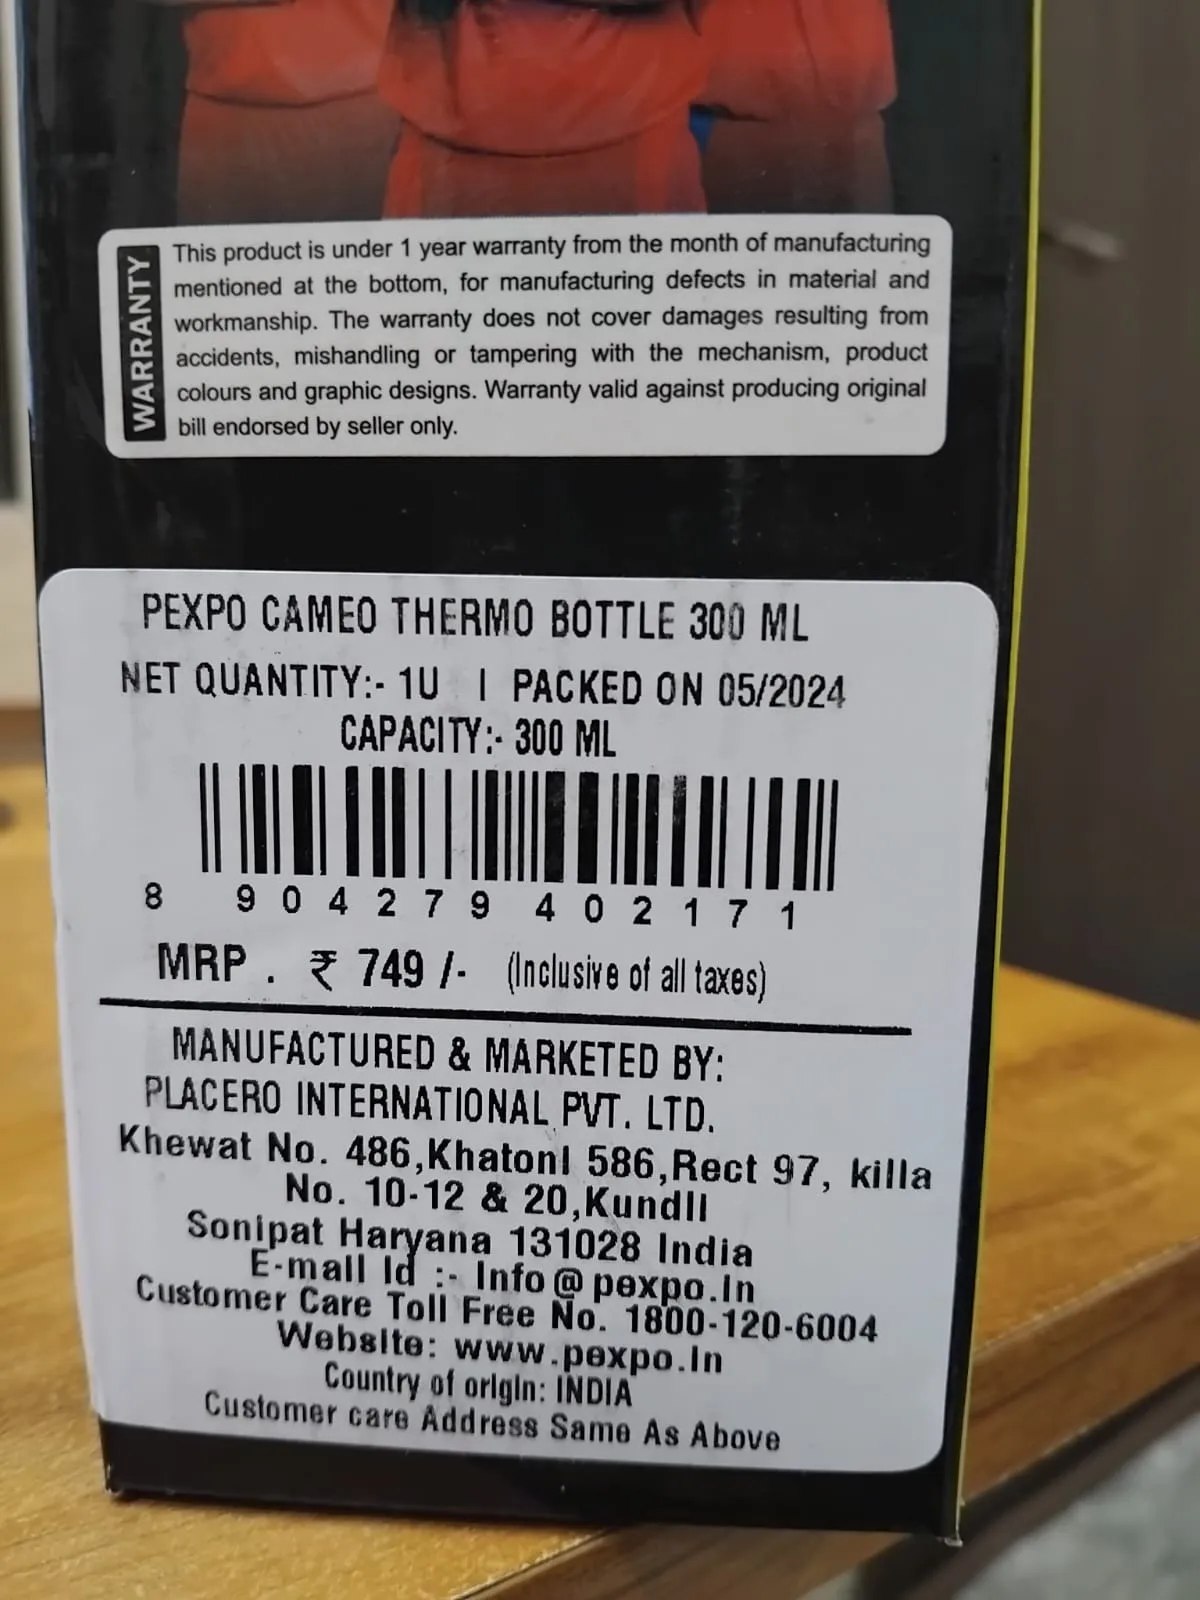 WARRANTY
This product is under 1 year warranty from the month of manufacturing
mentioned at the bottom, for manufacturing defects in material and
workmanship. The warranty does not cover damages resulting from
accidents, mishandling or tampering with the mechanism, product
colours and graphic designs. Warranty valid against producing original
bill endorsed by seller only.
PEXPO CAMEO THERMO BOTTLE 300 ML
NET QUANTITY:- 1U | PACKED ON 05/2024
CAPACITY:- 300 ML
8 904279 402171
MRP . ₹ 749 /- (Inclusive of all taxes)
MANUFACTURED & MARKETED BY:
PLACERO INTERNATIONAL PVT. LTD.
Khewat No. 486,Khatoni 586,Rect 97, killa
No. 10-12 & 20,Kundli
Sonipat Haryana 131028 India
E-mail Id :- Info@pexpo.in
Customer Care Toll Free No. 1800-120-6004
Website: www.pexpo.in
Country of origin: INDIA
Customer care Address Same As Above